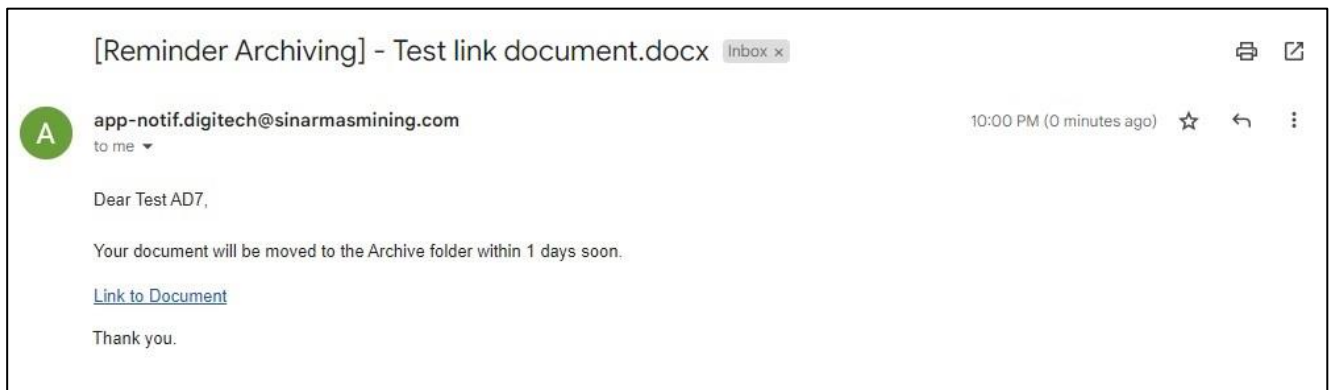 [Reminder Archiving] - Test link document.docx Inbox x
A
app-notif.digitech@sinarmasmining.com 10:00 PM (0 minutes ago)
to me
Dear Test AD7,
Your document will be moved to the Archive folder within 1 days soon.
Link to Document
Thank you.